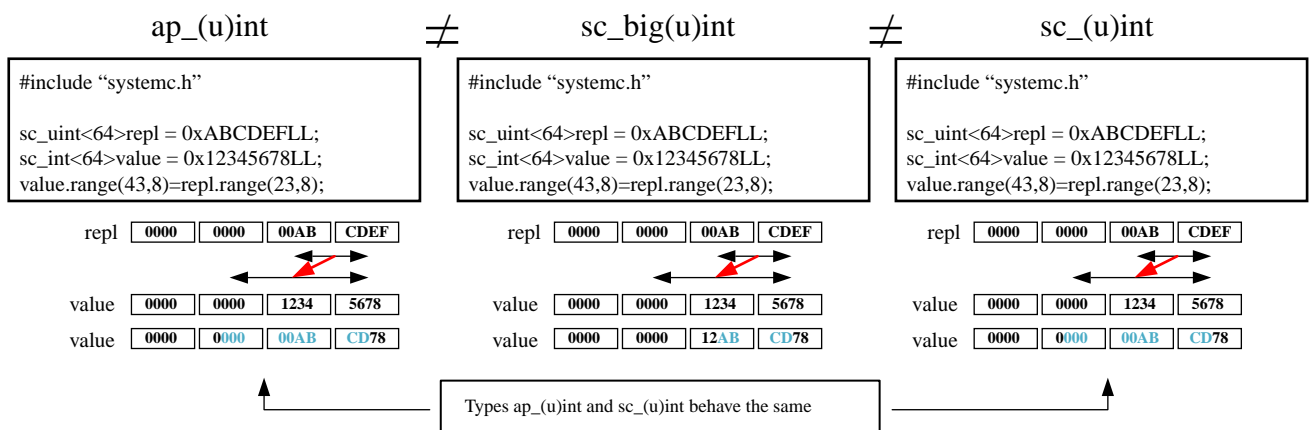 ap_(u)int ≠ sc_big(u)int ≠ sc_(u)int
#include “systemc.h”
sc_uint<64>repl = 0xABCDEFLL;
sc_int<64>value = 0x12345678LL;
value.range(43,8)=repl.range(23,8);
repl 0000 0000 00AB CDEF
value 0000 0000 1234 5678
value 0000 0000 00AB CD78
#include “systemc.h”
sc_uint<64>repl = 0xABCDEFLL;
sc_int<64>value = 0x12345678LL;
value.range(43,8)=repl.range(23,8);
repl 0000 0000 00AB CDEF
value 0000 0000 1234 5678
value 0000 0000 12AB CD78
#include “systemc.h”
sc_uint<64>repl = 0xABCDEFLL;
sc_int<64>value = 0x12345678LL;
value.range(43,8)=repl.range(23,8);
repl 0000 0000 00AB CDEF
value 0000 0000 1234 5678
value 0000 0000 00AB CD78
Types ap_(u)int and sc_(u)int behave the same